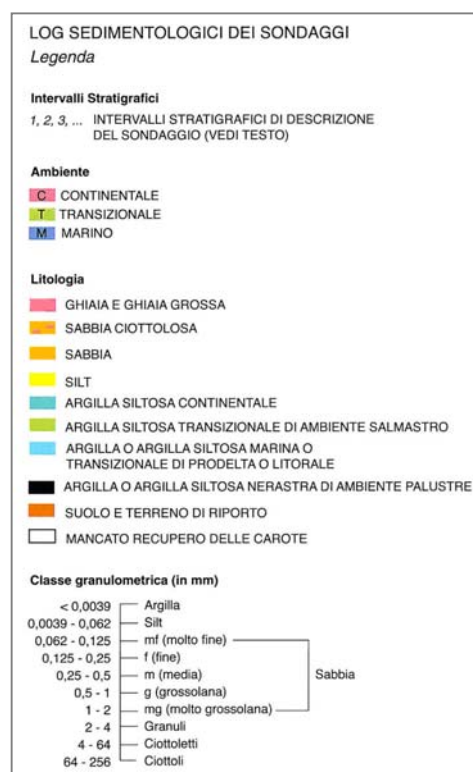 LOG SEDIMENTOLOGICI DEI SONDAGGI
Legenda
Intervalli Stratigrafici
1, 2, 3, ... INTERVALLI STRATIGRAFICI DI DESCRIZIONE
DEL SONDAGGIO (VEDI TESTO)
Ambiente
C CONTINENTALE
T TRANSIZIONALE
M MARINO
Litologia
GHIAIA E GHIAIA GROSSA
SABBIA CIOTTOLOSA
SABBIA
SILT
ARGILLA SILTOSA CONTINENTALE
ARGILLA SILTOSA TRANSIZIONALE DI AMBIENTE SALMASTRO
ARGILLA O ARGILLA SILTOSA MARINA O
TRANSIZIONALE DI PRODELTA O LITORALE
ARGILLA O ARGILLA SILTOSA NERASTRA DI AMBIENTE PALUSTRE
SUOLO E TERRENO DI RIPORTO
MANCATO RECUPERO DELLE CAROTE
Classe granulometrica (in mm)
< 0,0039 Argilla
0,0039 - 0,062 Silt
0,062 - 0,125 mf (molto fine)
0,125 - 0,25 f (fine)
0,25 - 0,5 m (media)
Sabbia
0,5 - 1 g (grossolana)
1 - 2 mg (molto grossolana)
2 - 4 Granuli
4 - 64 Ciottoletti
64 - 256 Ciottoli